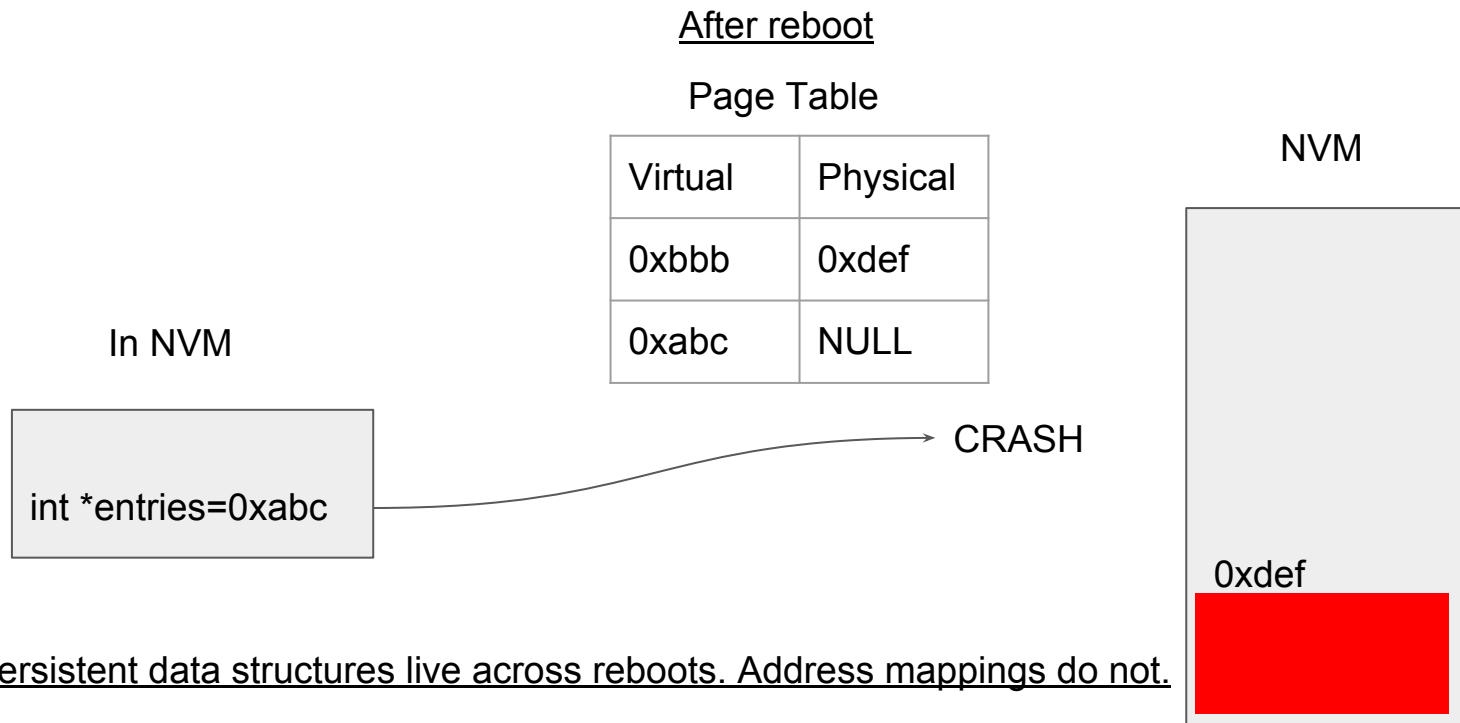 After reboot
Page Table
NVM
Virtual Physical
0xbbb 0xdef
0xabc NULL
In NVM
CRASH
int *entries=0xabc
0xdef
ersistent data structures live across reboots. Address mappings do not.